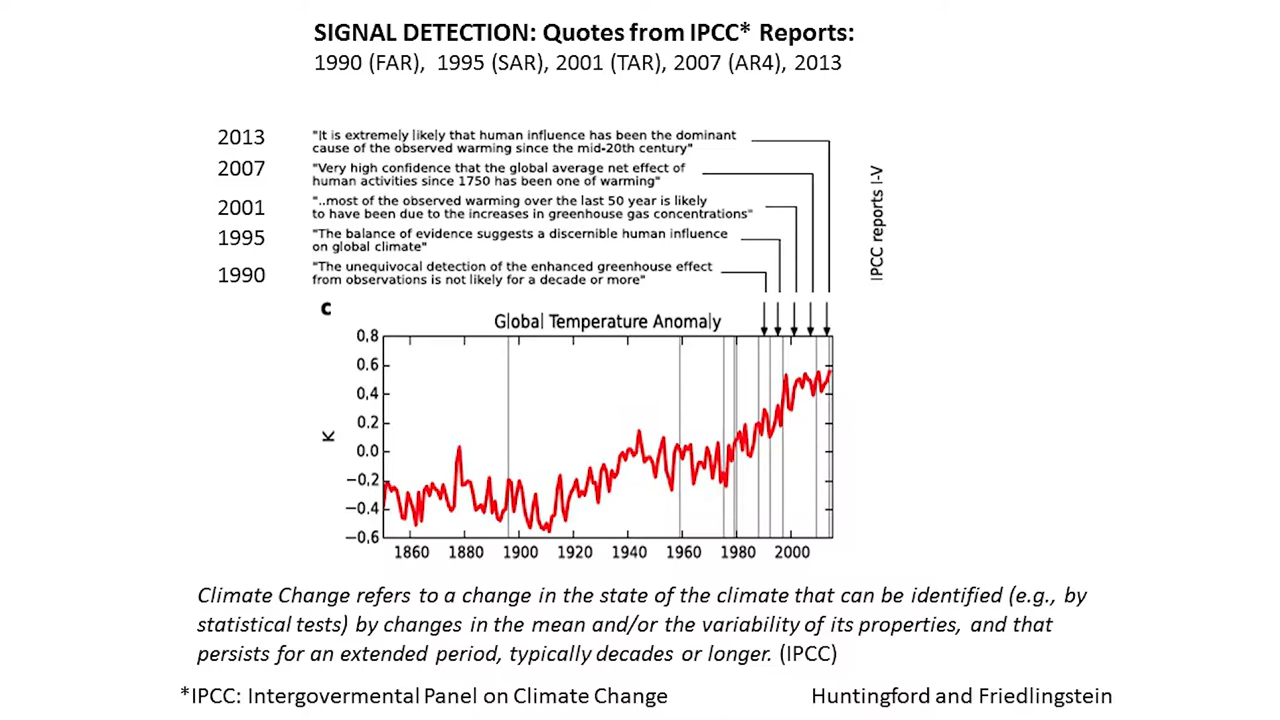 SIGNAL DETECTION: Quotes from IPCC* Reports:
1990 (FAR), 1995 (SAR), 2001 (TAR), 2007 (AR4), 2013
2013
"It is extremely likely that human influence has been the dominant
cause of the observed warming since the mid-20th century"
2007
"Very high confidence that the global average net effect of
human activities since 1750 has been one of warming"
2001
"..most of the observed warming over the last 50 year is likely
to have been due to the increases in greenhouse gas concentrations"
1995
"The balance of evidence suggests a discernible human influence
on global climate"
1990
"The unequivocal detection of the enhanced greenhouse effect
from observations is not likely for a decade or more"
IPCC reports I-V
c
Global Temperature Anomaly
0.8
0.6
0.4
0.2
0.0
−0.2
−0.4
−0.6
K
1860 1880 1900 1920 1940 1960 1980 2000
Climate Change refers to a change in the state of the climate that can be identified (e.g., by
statistical tests) by changes in the mean and/or the variability of its properties, and that
persists for an extended period, typically decades or longer. (IPCC)
*IPCC: Intergovermental Panel on Climate Change
Huntingford and Friedlingstein